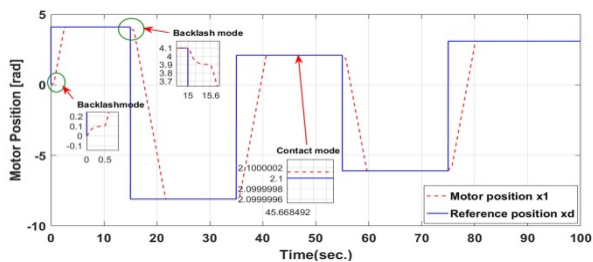 Motor Position [rad]
5
0
-5
-10
Backlash mode
4.1
4
3.9
3.8
3.7
15 15.6
Backlashmode
0.2
0.1
0
-0.1
0 0.5
Contact mode
2.1000002
2.1
2.0999998
2.0999996
45.668492
Motor position x1
Reference position xd
0 10 20 30 40 50 60 70 80 90 100
Time(sec.)